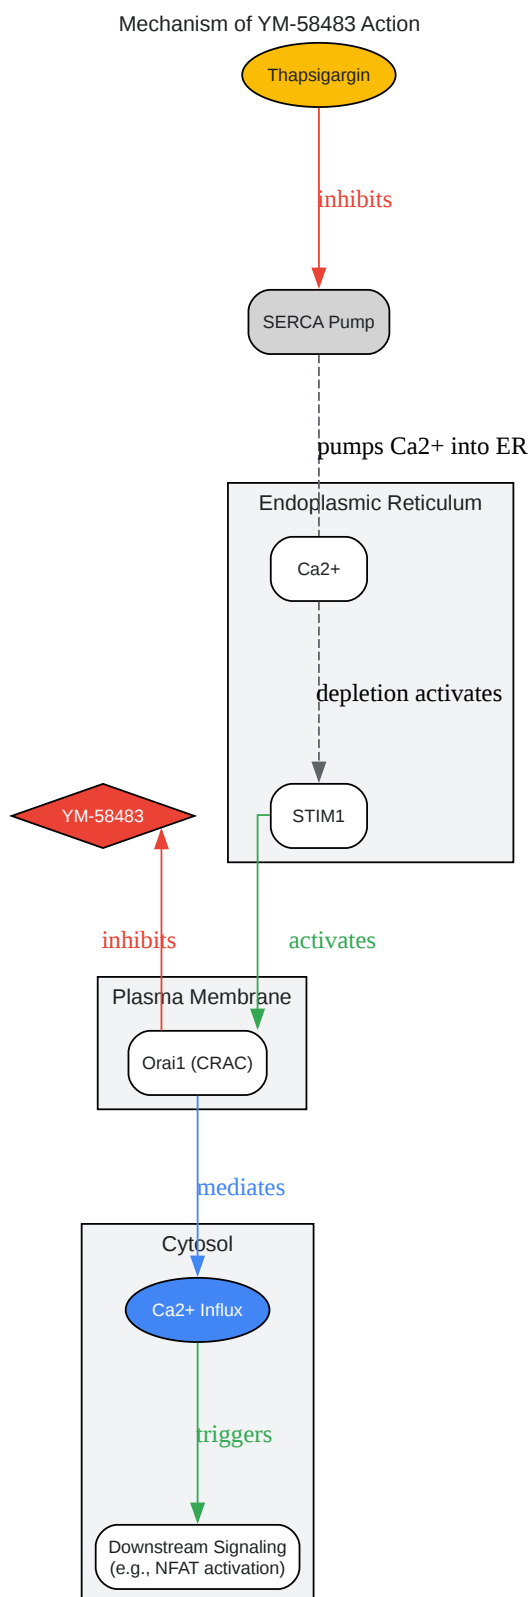 Mechanism of YM-58483 Action
Thapsigargin
inhibits
SERCA Pump
pumps Ca2+ into ER
Endoplasmic Reticulum
Ca2+
depletion activates
YM-58483
STIM1
inhibits
activates
Plasma Membrane
Orai1 (CRAC)
mediates
Cytosol
Ca2+ Influx
triggers
Downstream Signaling
(e.g., NFAT activation)